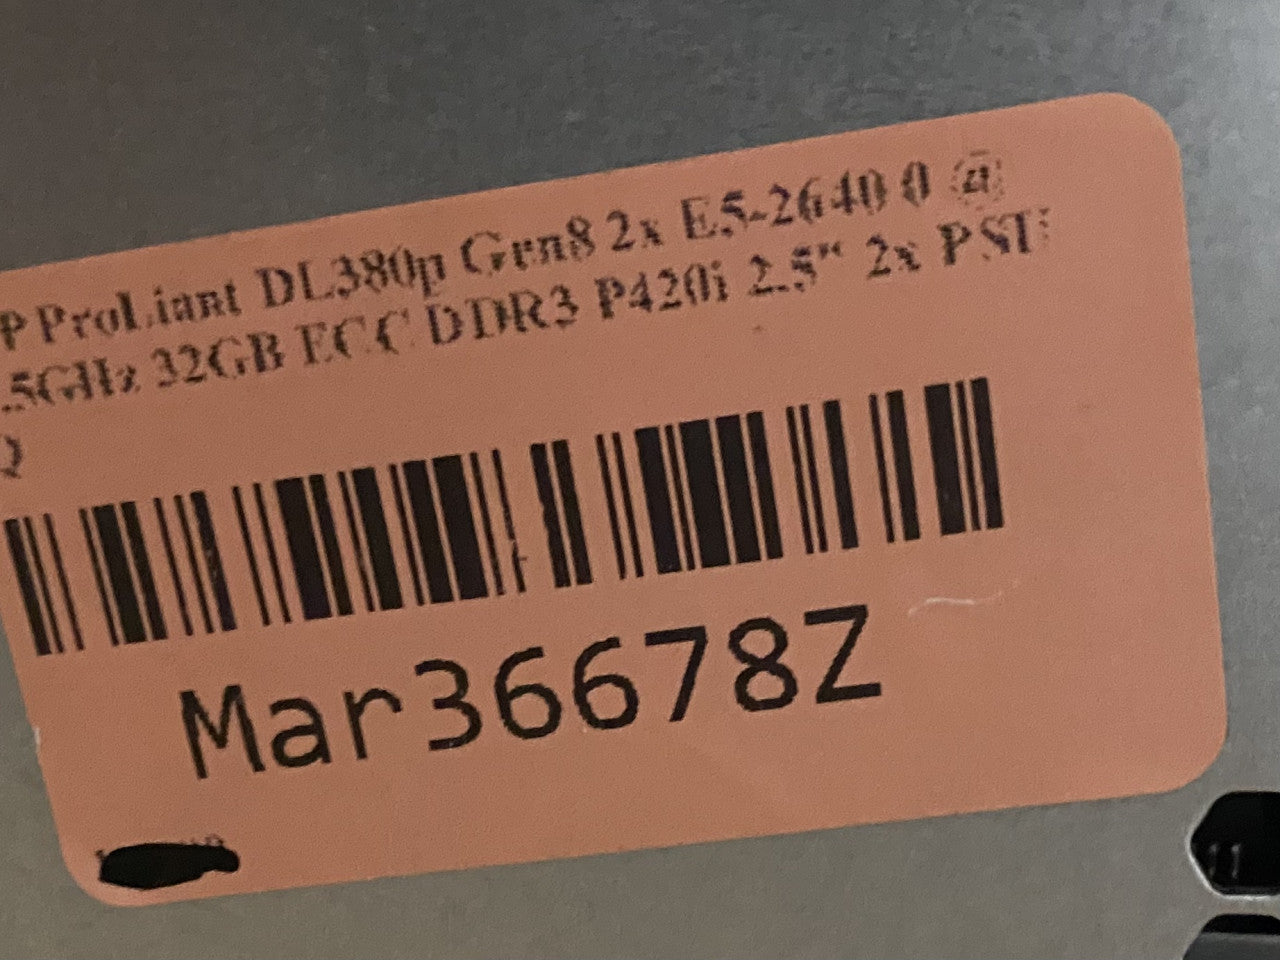 P ProLiant DL380p Gen8 2x E5-2640 0 @
.5GHz 32GB ECC DDR3 P420i 2.5" 2x PSU
Mar36678Z